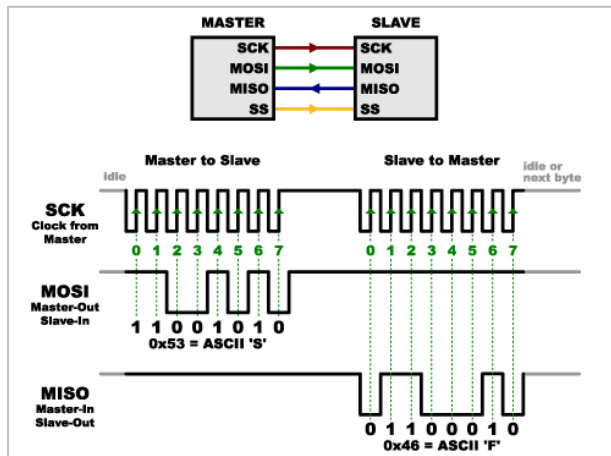 MASTER SLAVE
SCK SCK
MOSI MOSI
MISO MISO
SS SS
Master to Slave Slave to Master
idle idle or
next byte
SCK
Clock from
Master
0 1 2 3 4 5 6 7 0 1 2 3 4 5 6 7
MOSI
Master-Out
Slave-In
1 1 0 0 1 0 1 0
0x53 = ASCII 'S'
MISO
Master-In
Slave-Out
0 1 1 0 0 0 1 0
0x46 = ASCII 'F'